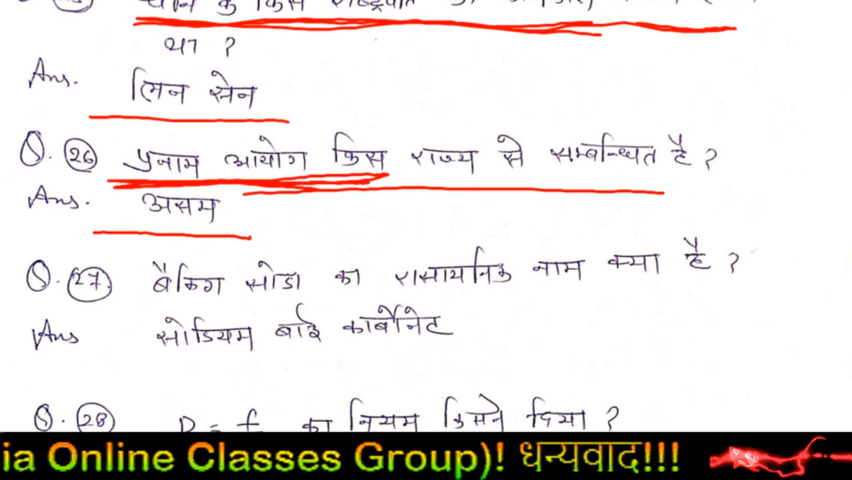 था ?
Ans. लिन सेन
Q. 26 प्रनाम आयोग किस राज्य से सम्बन्धित है ?
Ans. असम
Q. 27 बैकिग सोडा का रासायनिक नाम क्या है ?
Ans सोडियम बाई कार्बोनेट
Q. 28 का नियम किसने दिया ?
ia Online Classes Group)! धन्यवाद!!!